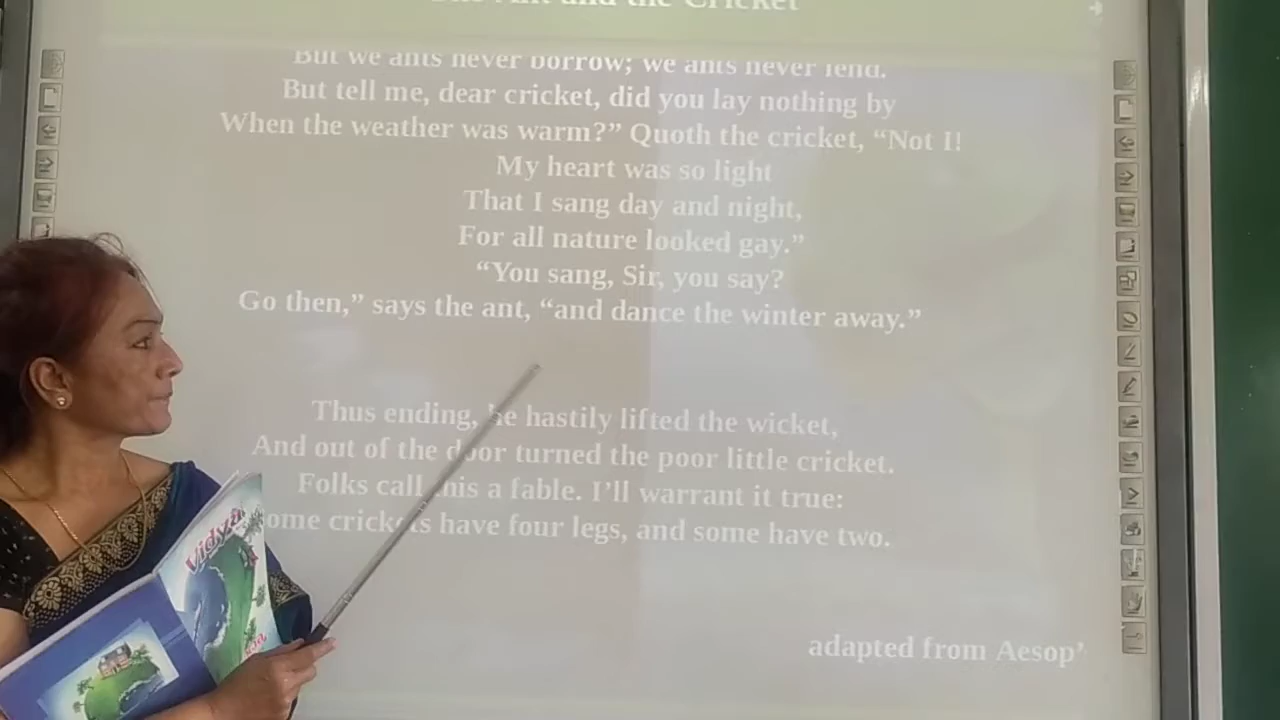 The Ant and the Cricket
But we ants never borrow; we ants never lend.
But tell me, dear cricket, did you lay nothing by
When the weather was warm?” Quoth the cricket, “Not I!
My heart was so light
That I sang day and night,
For all nature looked gay.”
“You sang, Sir, you say?
Go then,” says the ant, “and dance the winter away.”
Thus ending, he hastily lifted the wicket,
And out of the door turned the poor little cricket.
Folks call this a fable. I’ll warrant it true:
Some crickets have four legs, and some have two.
adapted from Aesop’
Vidya